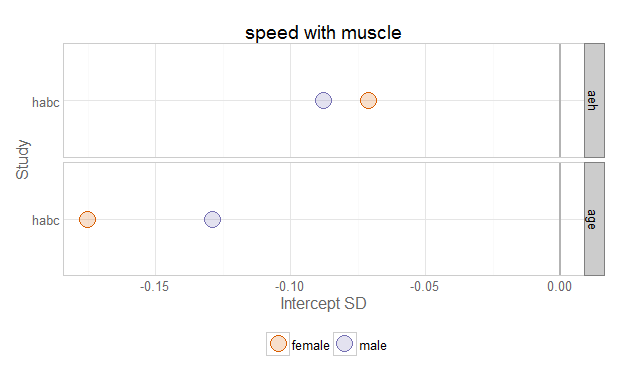 speed with muscle
habc
aeh
Study
habc
age
-0.15 -0.10 -0.05 0.00
Intercept SD
female male